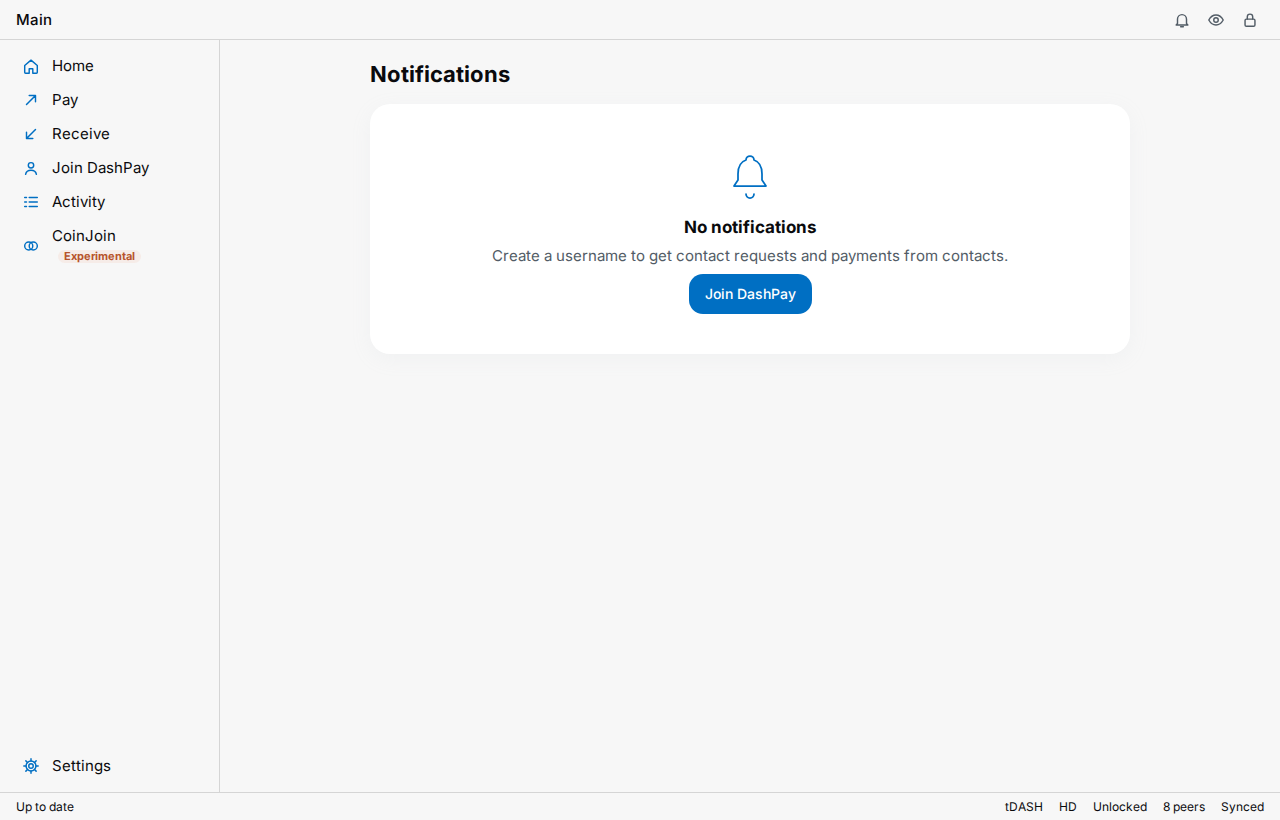 Main
Home
Pay
Receive
Join DashPay
Activity
CoinJoin
Experimental
Settings
Notifications
No notifications
Create a username to get contact requests and payments from contacts.
Join DashPay
Up to date
tDASH HD Unlocked 8 peers Synced